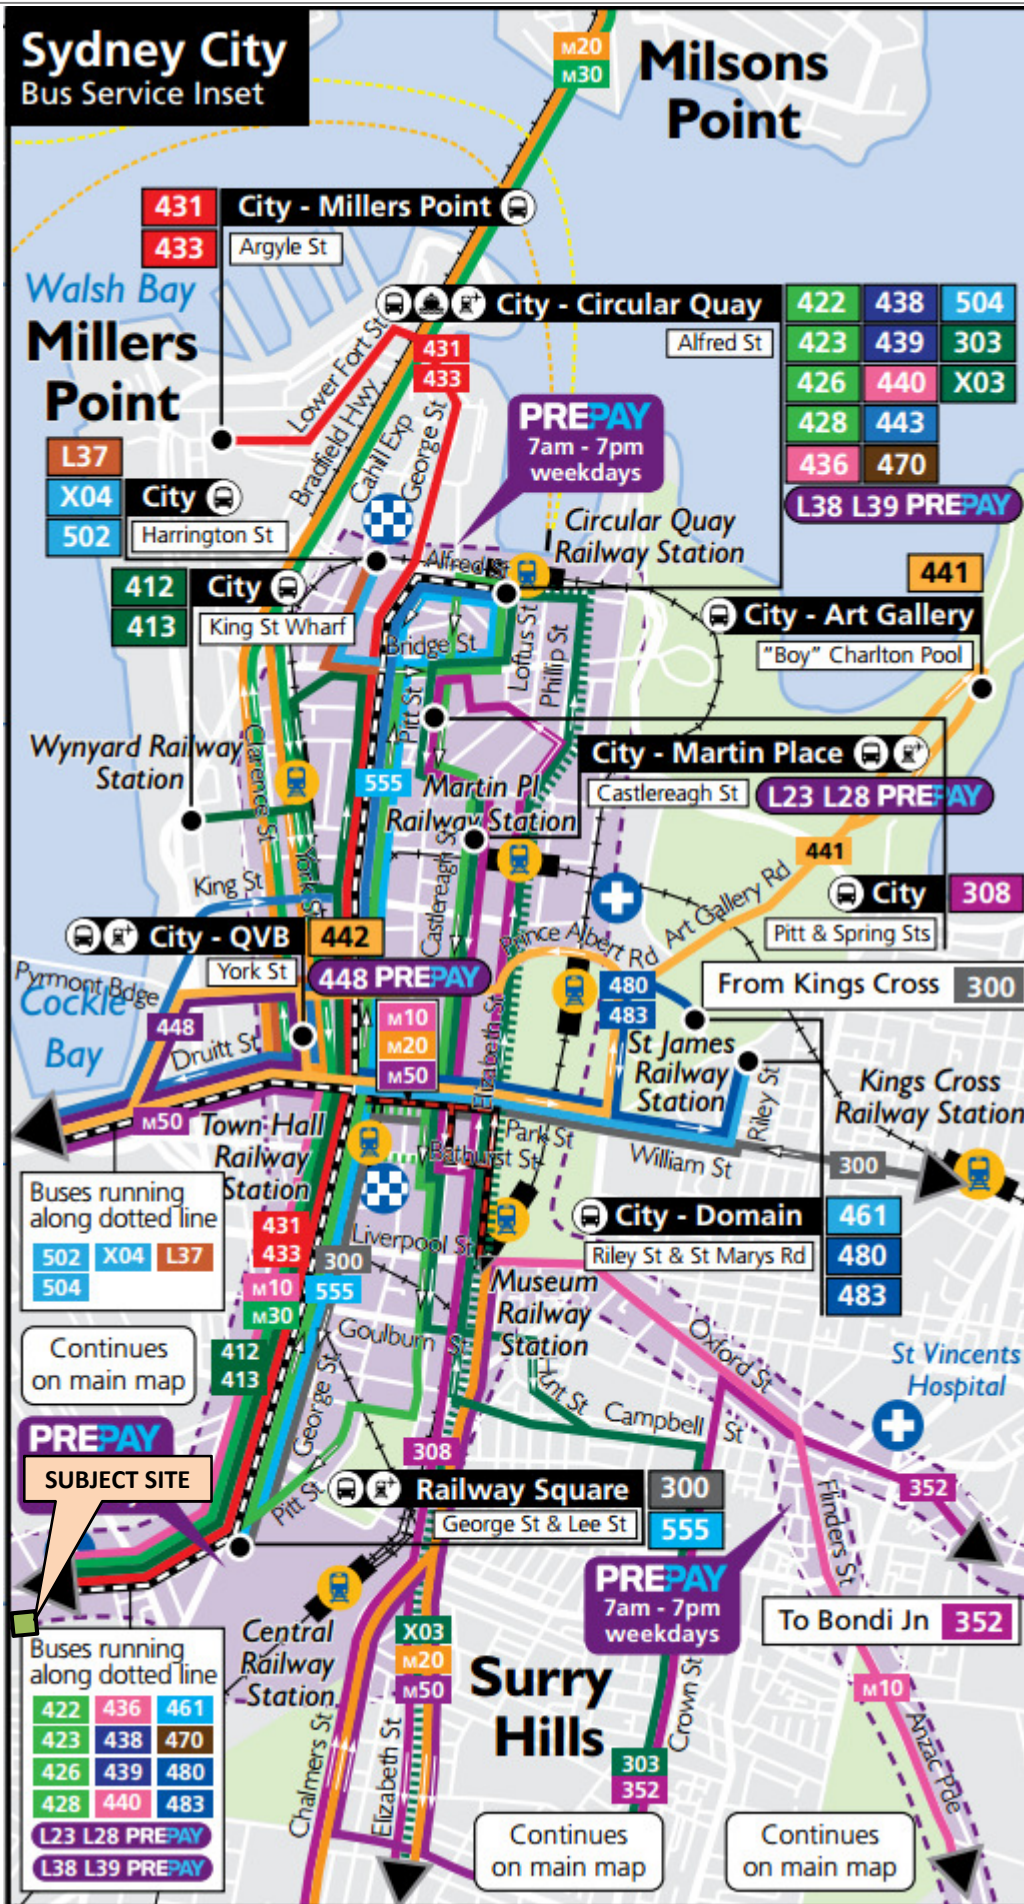 Sydney City
Bus Service Inset
M20
M30
Milsons
Point
431
433
City - Millers Point
Argyle St
Walsh Bay
Millers
Point
City - Circular Quay
Alfred St
422 438 504
423 439 303
426 440 X03
428 443
436 470
L38 L39 PREPAY
Lower Fort St
431
433
Bradfield Hwy
Cahill Exp
George St
PREPAY
7am - 7pm
weekdays
L37
X04
502
City
Harrington St
Circular Quay
Railway Station
Alfred St
412
413
City
King St Wharf
441
City - Art Gallery
"Boy" Charlton Pool
Bridge St
Loftus St
Phillip St
Pitt St
Wynyard Railway
Station
Clarence St
555
Martin Pl
Railway Station
City - Martin Place
Castlereagh St
L23 L28 PREPAY
York St
King St
Castlereagh St
441
Art Gallery Rd
City
308
Pitt & Spring Sts
City - QVB
442
York St
448 PREPAY
Prince Albert Rd
From Kings Cross 300
Pyrmont Bdge
Cockle
Bay
448
Druitt St
M10
M20
M50
Elizabeth St
480
483
St James
Railway
Station
Riley St
Kings Cross
Railway Station
M50
Town Hall
Railway
Station
Park St
Bathurst St
William St
300
Buses running
along dotted line
502 X04 L37
504
City - Domain
Riley St & St Marys Rd
461
480
483
431
433
300
M10
555
M30
Liverpool St
Museum
Railway
Station
Continues
on main map
412
413
Goulburn St
George St
Hunt St
Oxford St
St Vincents
Hospital
Campbell St
PREPAY
SUBJECT SITE
308
Pitt St
Railway Square
George St & Lee St
300
555
352
Flinders St
PREPAY
7am - 7pm
weekdays
To Bondi Jn 352
Central
Railway
Station
X03
M20
M50
Surry
Hills
Crown St
M10
Anzac Pde
Buses running
along dotted line
422 436 461
423 438 470
426 439 480
428 440 483
L23 L28 PREPAY
L38 L39 PREPAY
Chalmers St
Elizabeth St
303
352
Continues
on main map
Continues
on main map